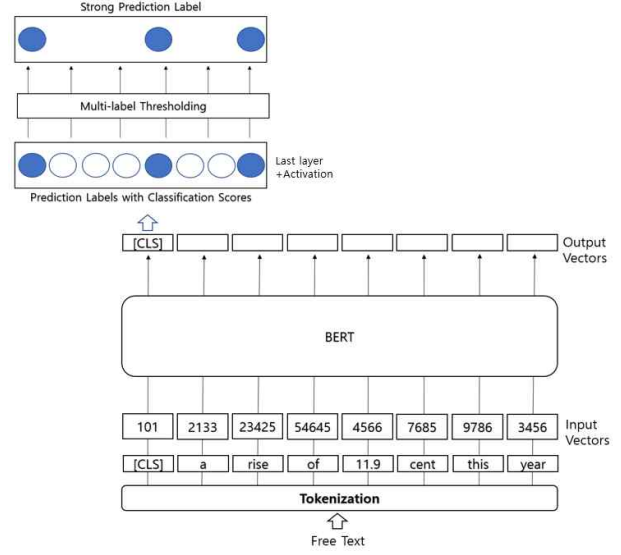 Strong Prediction Label
Multi-label Thresholding
Last layer
+Activation
Prediction Labels with Classification Scores
[CLS]
Output
Vectors
BERT
101 2133 23425 54645 4566 7685 9786 3456
Input
Vectors
[CLS] a rise of 11.9 cent this year
Tokenization
Free Text